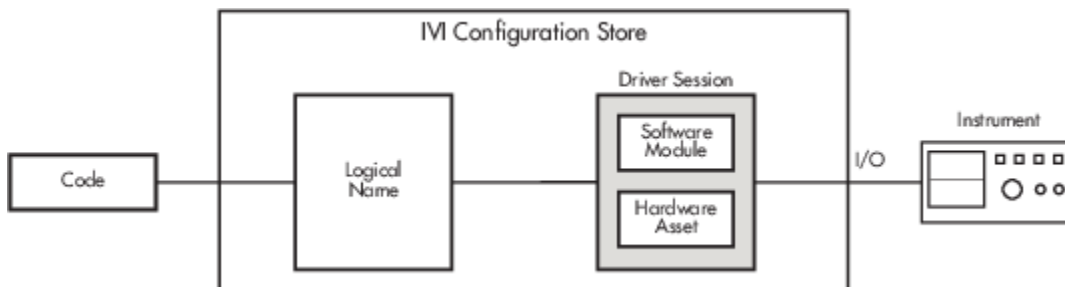 IVI Configuration Store
Driver Session
Software
Module
Instrument
Code
Logical
Name
I/O
Hardware
Asset